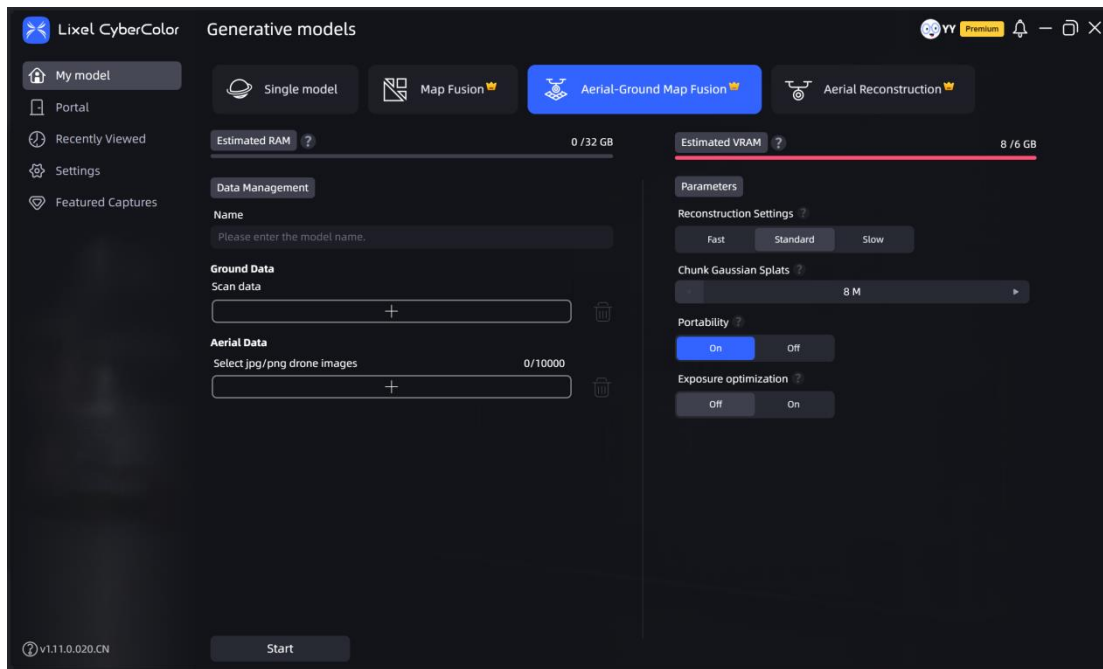 Lixel CyberColor
Generative models
YY Premium
My model
Portal
Recently Viewed
Settings
Featured Captures
Single model
Map Fusion
Aerial-Ground Map Fusion
Aerial Reconstruction
Estimated RAM ?
0 /32 GB
Estimated VRAM ?
8 /6 GB
Data Management
Name
Please enter the model name.
Ground Data
Scan data
+
Aerial Data
Select jpg/png drone images
0/10000
+
Parameters
Reconstruction Settings ?
Fast Standard Slow
Chunk Gaussian Splats ?
8 M
Portability ?
On Off
Exposure optimization ?
Off On
? v1.11.0.020.CN
Start